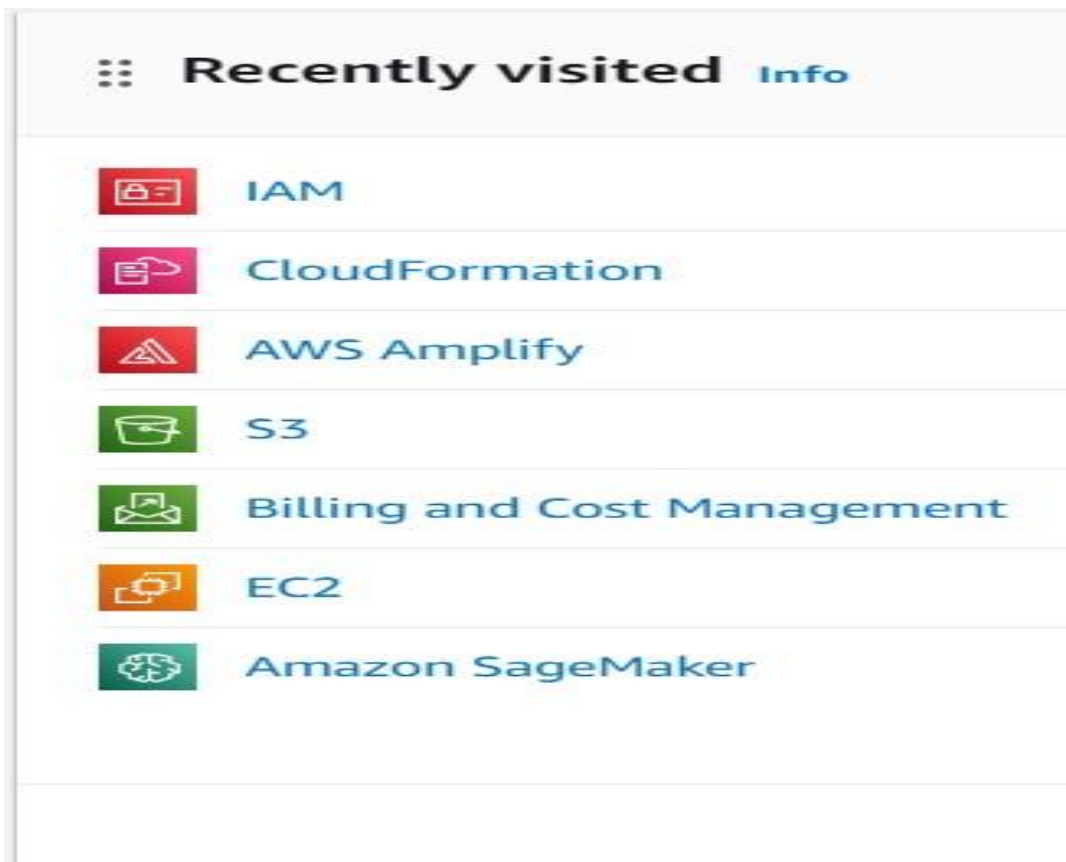 Recently visited Info
IAM
CloudFormation
AWS Amplify
S3
Billing and Cost Management
EC2
Amazon SageMaker